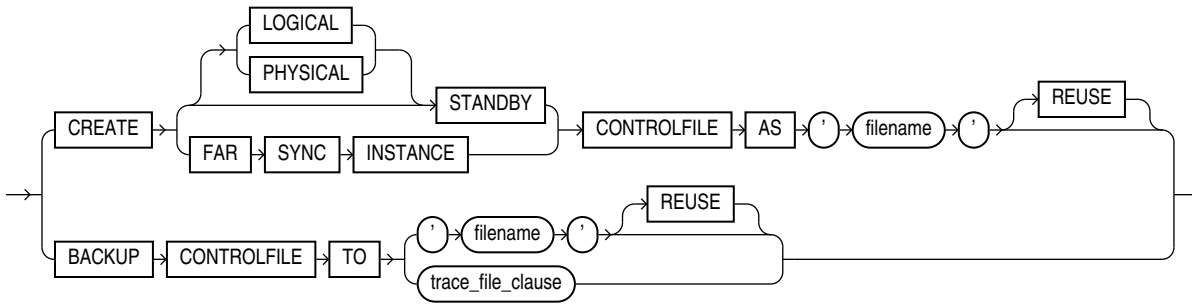 LOGICAL
PHYSICAL
REUSE
CREATE STANDBY CONTROLFILE AS ' filename '
FAR SYNC INSTANCE
REUSE
BACKUP CONTROLFILE TO ' filename '
trace_file_clause